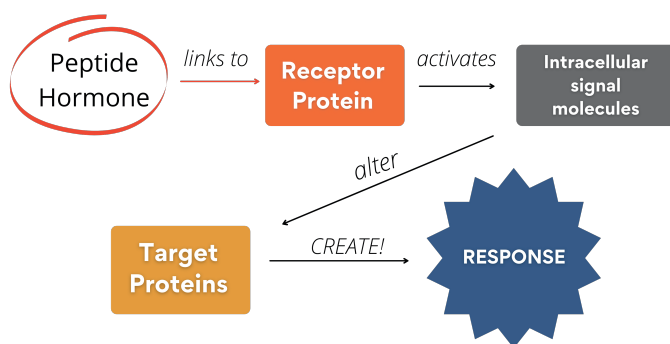 Peptide
Hormone
links to
Receptor
Protein
activates
Intracellular
signal
molecules
alter
Target
Proteins
CREATE!
RESPONSE